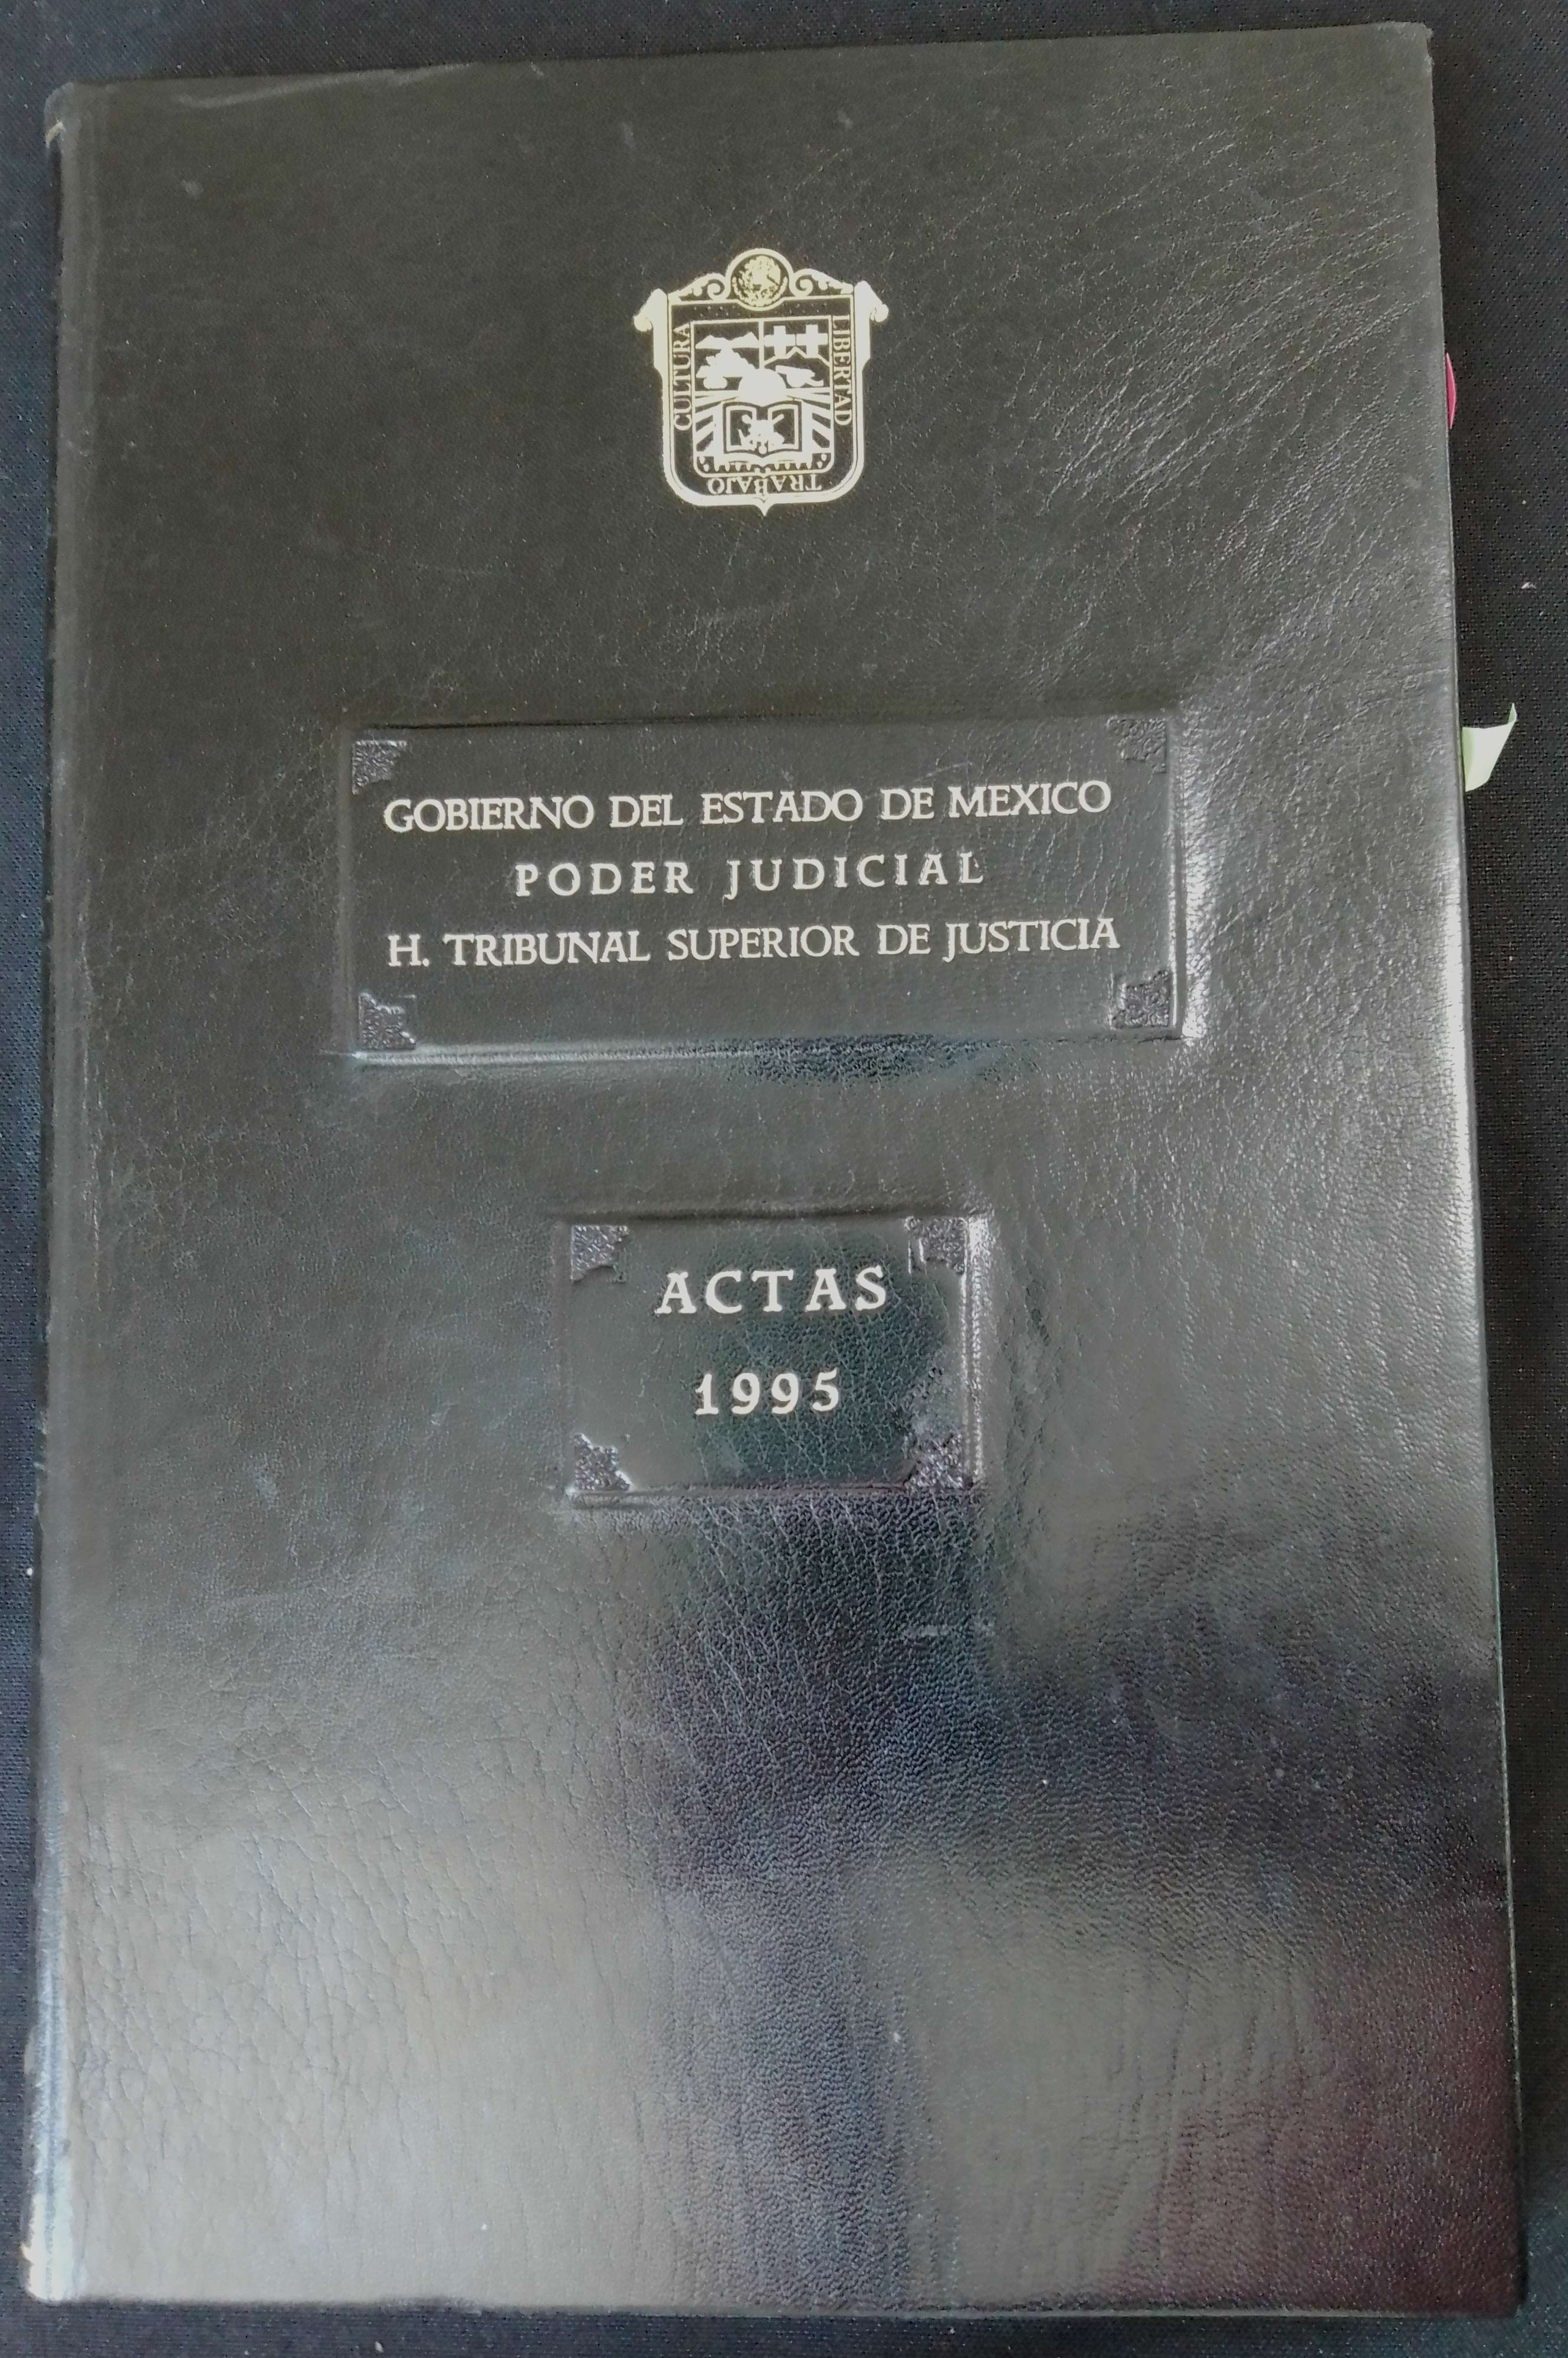 CULTURA
LIBERTAD
TRABAJO
GOBIERNO DEL ESTADO DE MEXICO
PODER JUDICIAL
H. TRIBUNAL SUPERIOR DE JUSTICIA
ACTAS
1995